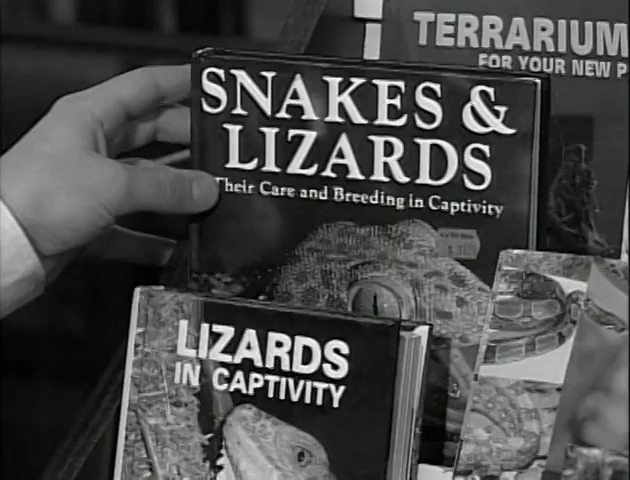 TERRARIUM
FOR YOUR NEW P
SNAKES &
LIZARDS
Their Care and Breeding in Captivity
LIZARDS
IN CAPTIVITY